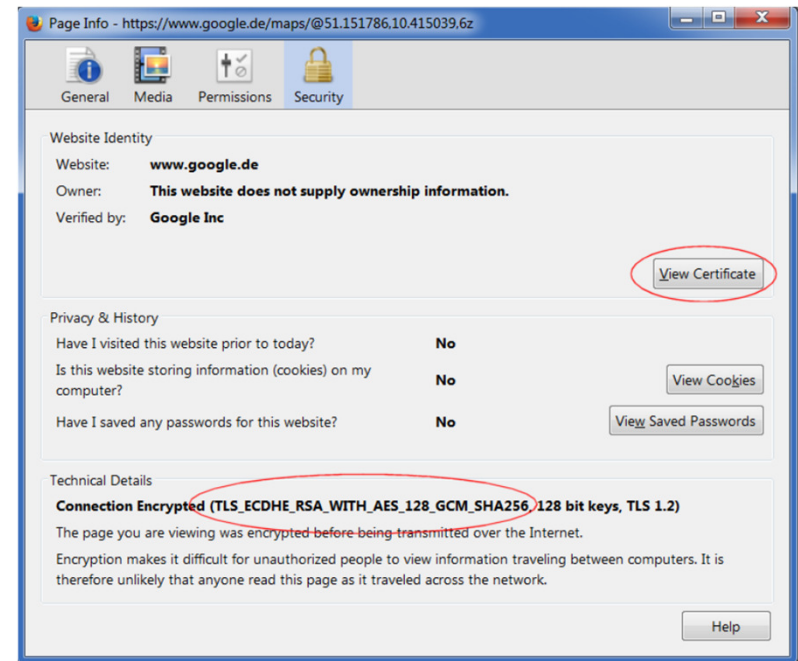 Page Info - https://www.google.de/maps/@51.151786,10.415039,6z
General Media Permissions Security
Website Identity
Website: www.google.de
Owner: This website does not supply ownership information.
Verified by: Google Inc
View Certificate
Privacy & History
Have I visited this website prior to today? No
Is this website storing information (cookies) on my
computer? No View Cookies
Have I saved any passwords for this website? No View Saved Passwords
Technical Details
Connection Encrypted (TLS_ECDHE_RSA_WITH_AES_128_GCM_SHA256, 128 bit keys, TLS 1.2)
The page you are viewing was encrypted before being transmitted over the Internet.
Encryption makes it difficult for unauthorized people to view information traveling between computers. It is
therefore unlikely that anyone read this page as it traveled across the network.
Help